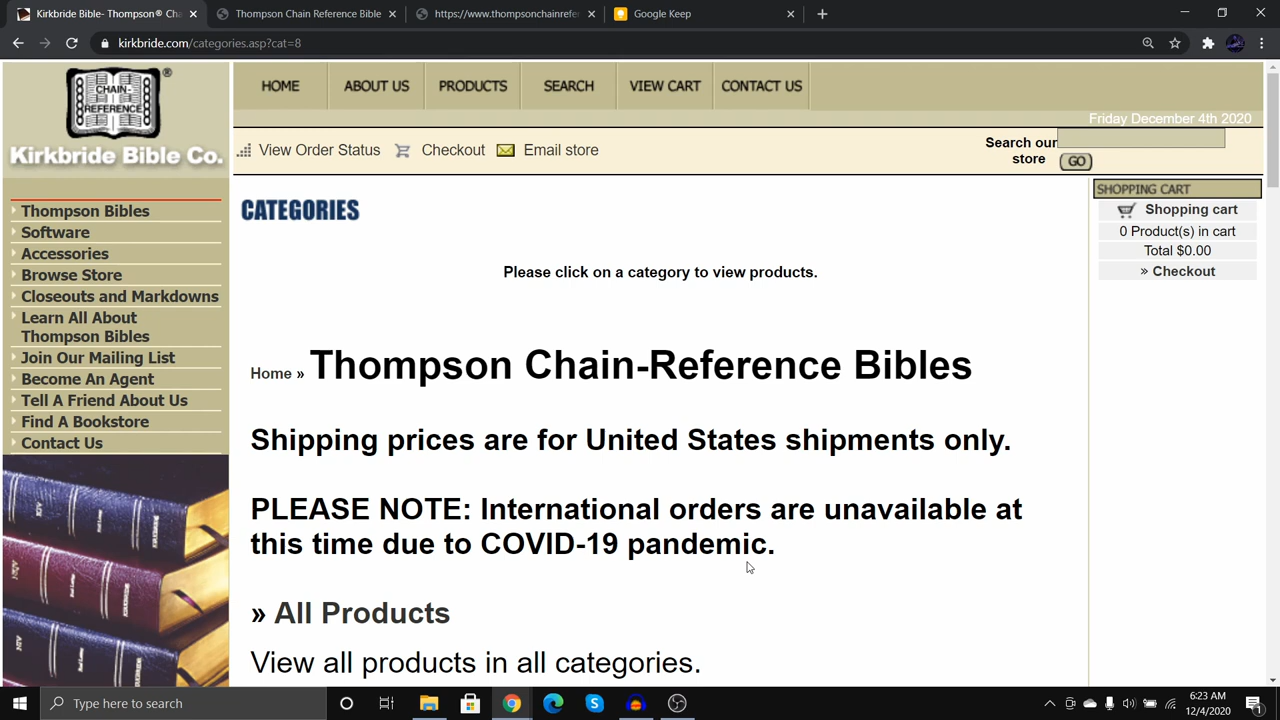 Kirkbride Bible- Thompson® Cha
Thompson Chain Reference Bible
https://www.thompsonchainrefer
Google Keep
kirkbride.com/categories.asp?cat=8
CHAIN-
REFERENCE
®
Kirkbride Bible Co.
HOME
ABOUT US
PRODUCTS
SEARCH
VIEW CART
CONTACT US
Friday December 4th 2020
View Order Status
Checkout
Email store
Search our
store
GO
Thompson Bibles
Software
Accessories
Browse Store
Closeouts and Markdowns
Learn All About
Thompson Bibles
Join Our Mailing List
Become An Agent
Tell A Friend About Us
Find A Bookstore
Contact Us
CATEGORIES
Please click on a category to view products.
Home » Thompson Chain-Reference Bibles
Shipping prices are for United States shipments only.
PLEASE NOTE: International orders are unavailable at
this time due to COVID-19 pandemic.
» All Products
View all products in all categories.
SHOPPING CART
Shopping cart
0 Product(s) in cart
Total $0.00
» Checkout
Type here to search
6:23 AM
12/4/2020
1